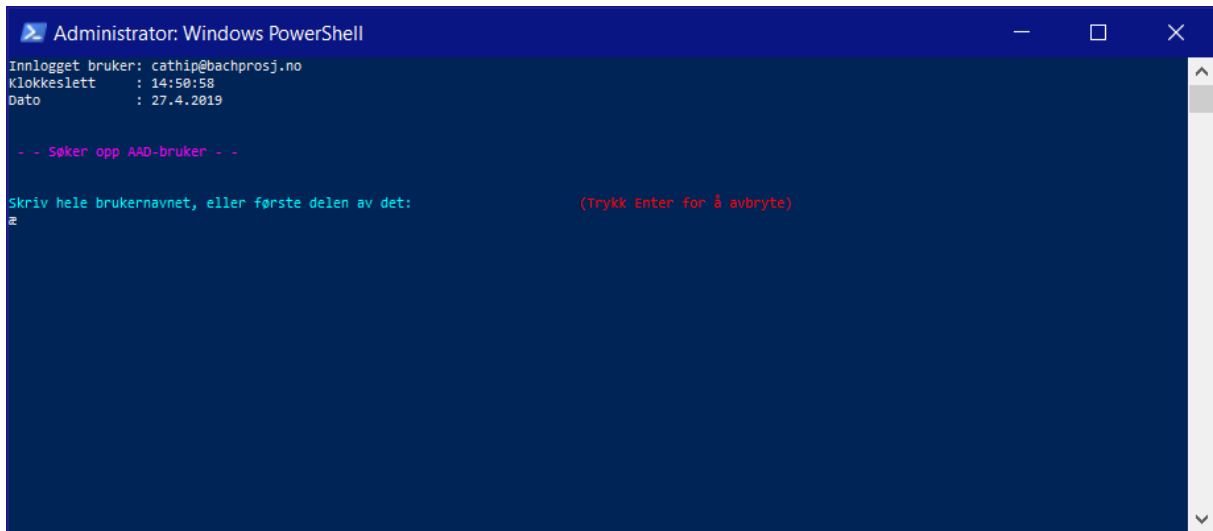 Administrator: Windows PowerShell
Innlogget bruker: cathip@bachprosj.no
Klokkeslett     : 14:50:58
Dato            : 27.4.2019
- - Søker opp AAD-bruker - -
Skriv hele brukernavnet, eller første delen av det: (Trykk Enter for å avbryte)
æ